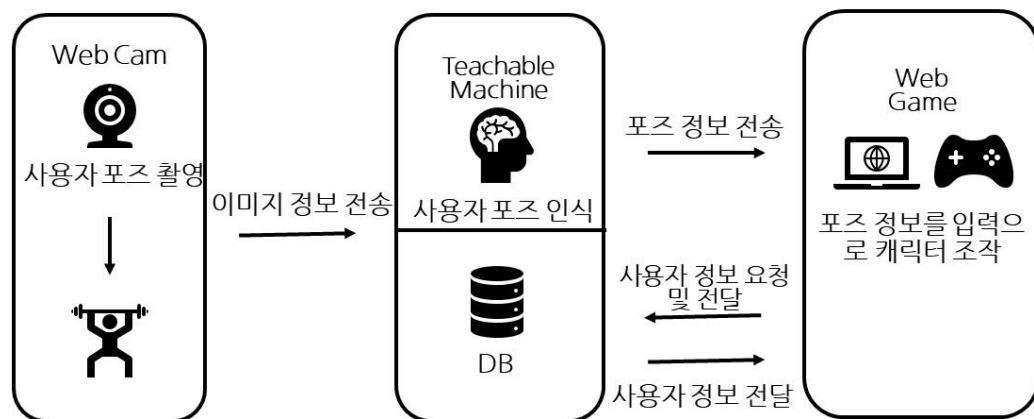 Web Cam
사용자 포즈 촬영
이미지 정보 전송
Teachable
Machine
사용자 포즈 인식
DB
포즈 정보 전송
사용자 정보 요청
및 전달
사용자 정보 전달
Web
Game
포즈 정보를 입력으
로 캐릭터 조작